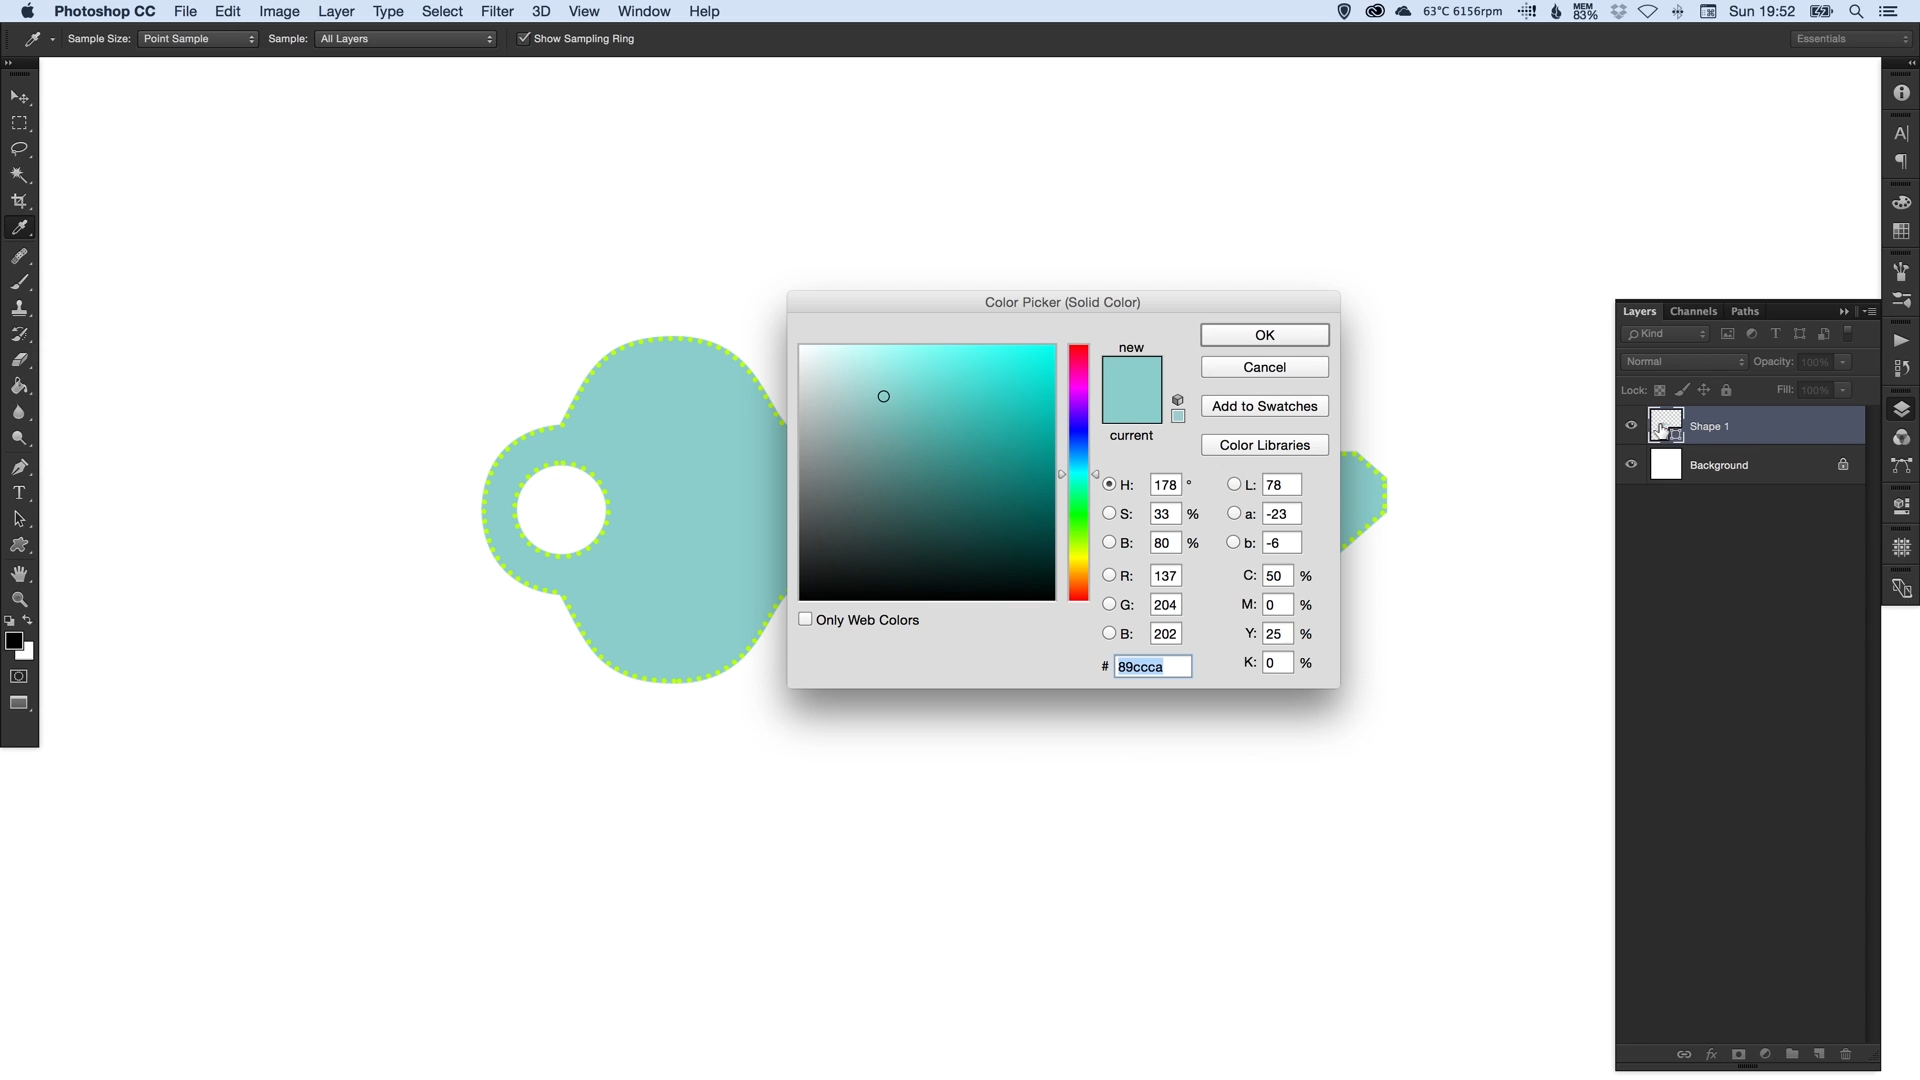 Photoshop CC File Edit Image Layer Type Select Filter 3D View Window Help 63°C 6156rpm MEM 83% Sun 19:52
Sample Size: Point Sample Sample: All Layers Show Sampling Ring Essentials
Color Picker (Solid Color)
new
current
OK
Cancel
Add to Swatches
Color Libraries
H: 178 ° L: 78
S: 33 % a: -23
B: 80 % b: -6
R: 137 C: 50 %
G: 204 M: 0 %
B: 202 Y: 25 %
# 89ccca K: 0 %
Only Web Colors
Layers Channels Paths
Kind
Normal Opacity: 100%
Lock: Fill: 100%
Shape 1
Background